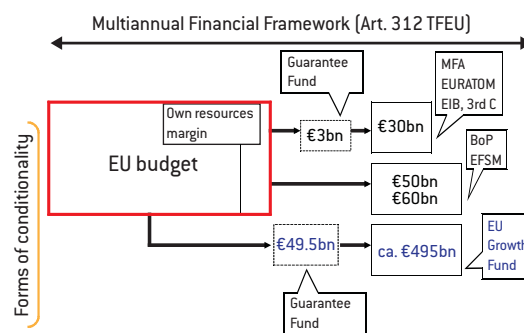 Multiannual Financial Framework (Art. 312 TFEU)
Guarantee
Fund
MFA
EURATOM
EIB, 3rd C
Own resources
margin
€3bn
€30bn
EU budget
BoP
EFSM
€50bn
€60bn
Forms of conditionality
€49.5bn
ca. €495bn
EU
Growth
Fund
Guarantee
Fund